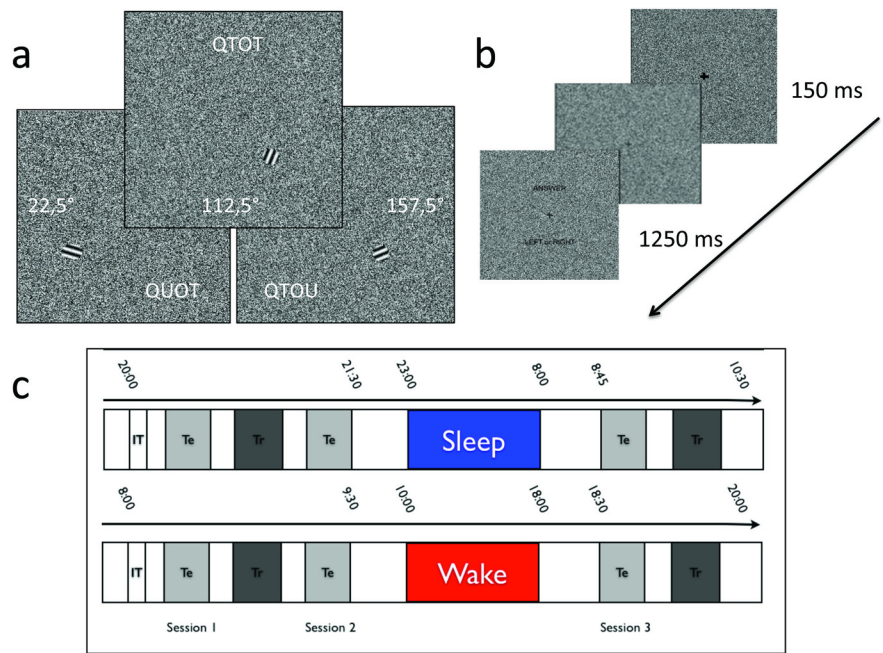 a
QTOT
22,5°
112,5°
157,5°
QUOT
QTOU
b
150 ms
1250 ms
ANSWER
LEFT or RIGHT
c
20:00
21:30
23:00
8:00
8:45
10:30
IT
Te
Tr
Te
Sleep
Te
Tr
8:00
9:30
10:00
18:00
18:30
20:00
IT
Te
Tr
Te
Wake
Te
Tr
Session 1
Session 2
Session 3